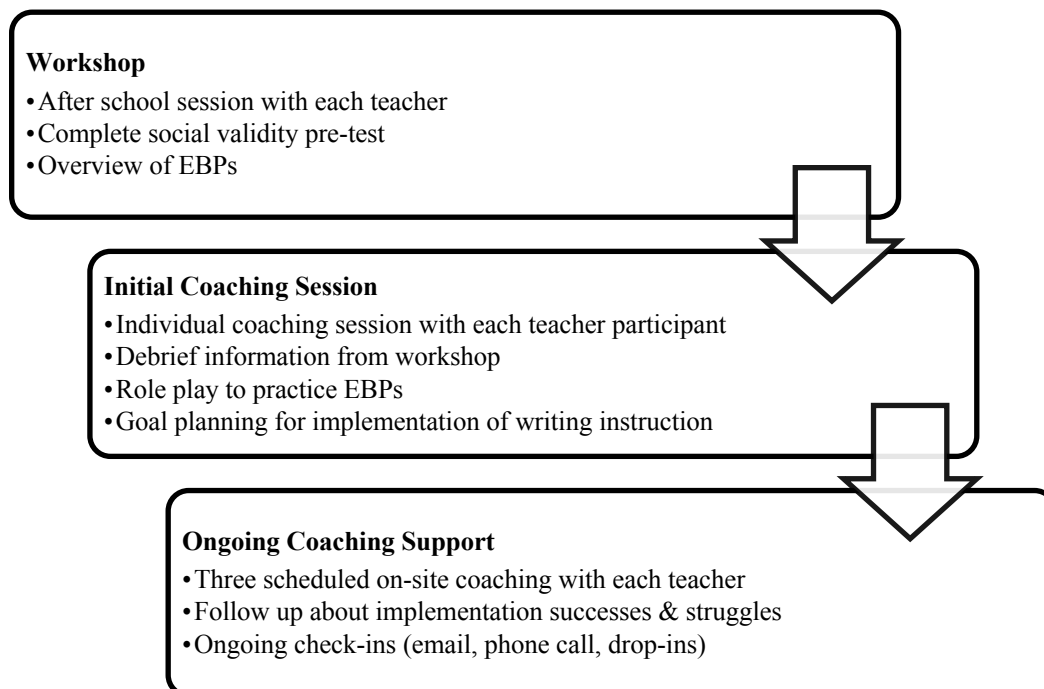 Workshop
•After school session with each teacher
•Complete social validity pre-test
•Overview of EBPs
Initial Coaching Session
•Individual coaching session with each teacher participant
•Debrief information from workshop
•Role play to practice EBPs
•Goal planning for implementation of writing instruction
Ongoing Coaching Support
•Three scheduled on-site coaching with each teacher
•Follow up about implementation successes & struggles
•Ongoing check-ins (email, phone call, drop-ins)